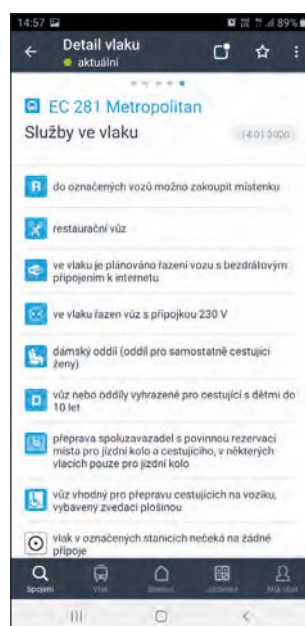 14:57
89%
Detail vlaku
aktuální
EC 281 Metropolitan
Služby ve vlaku
14.01.2020
R
do označených vozů možno zakoupit místenku
restaurační vůz
ve vlaku je plánováno řazení vozu s bezdrátovým
připojením k internetu
ve vlaku řazen vůz s přípojkou 230 V
dámský oddíl (oddíl pro samostatně cestující
ženy)
vůz nebo oddíly vyhrazené pro cestující s dětmi do
10 let
přeprava spoluzavazadel s povinnou rezervací
místa pro jízdní kolo a cestujícího, v některých
vlacích pouze pro jízdní kolo
vůz vhodný pro přepravu cestujících na vozíku,
vybavený zvedací plošinou
vlak v označených stanicích nečeká na žádné
přípoje
Spojení
Vlak
Stanice
Můj účet